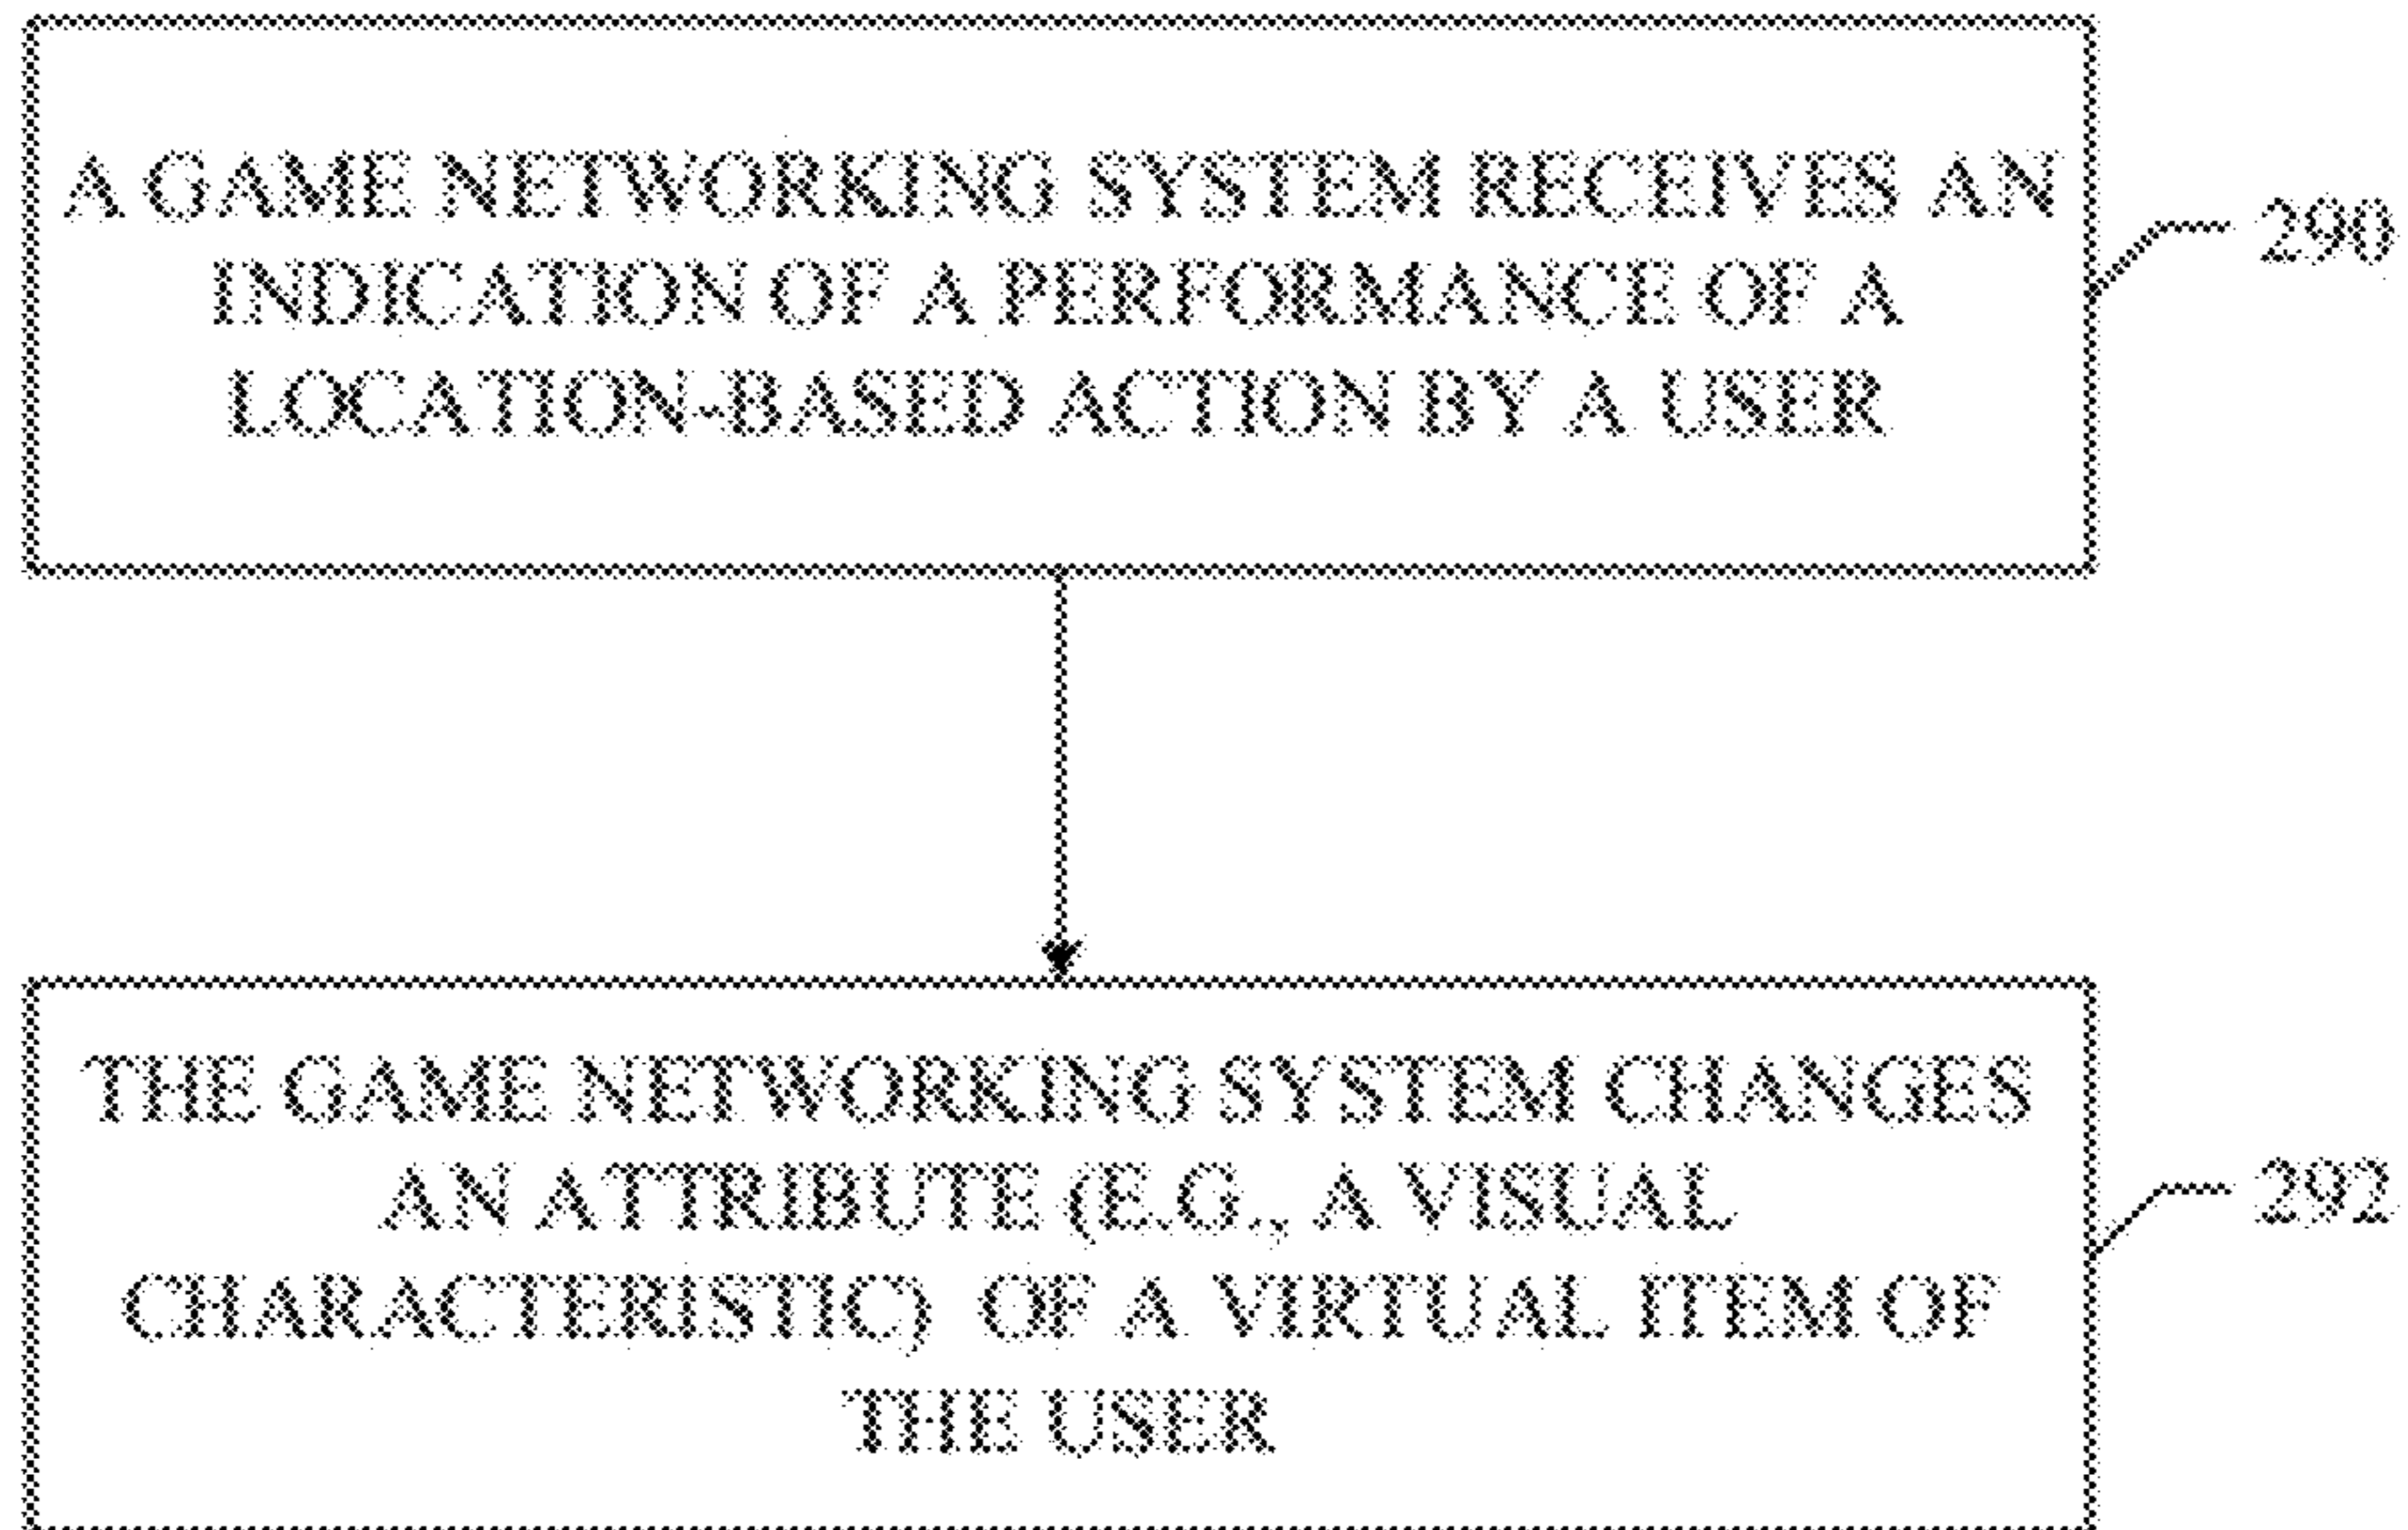 A GAME NETWORKING SYSTEM RECEIVES AN
INDICATION OF A PERFORMANCE OF A
LOCATION-BASED ACTION BY A USER
290
THE GAME NETWORKING SYSTEM CHANGES
AN ATTRIBUTE (E.G., A VISUAL
CHARACTERISTIC) OF A VIRTUAL ITEM OF
THE USER
292